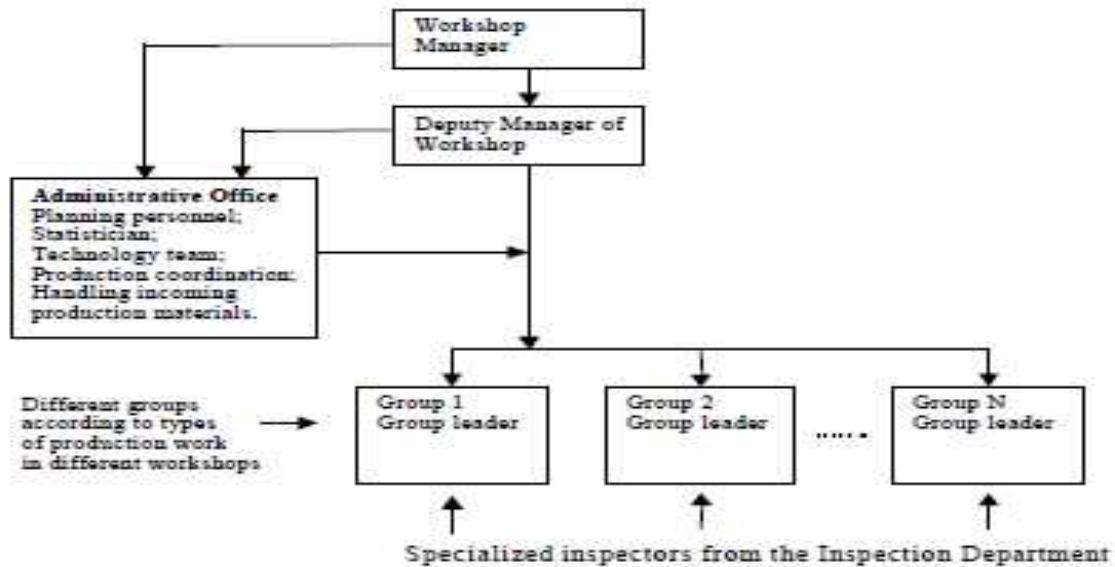 Workshop
Manager
Deputy Manager of
Workshop
Administrative Office
Planning personnel;
Statistician;
Technology team;
Production coordination;
Handling incoming
production materials.
Different groups
according to types
of production work
in different workshops
Group 1
Group leader
Group 2
Group leader
......
Group N
Group leader
Specialized inspectors from the Inspection Department